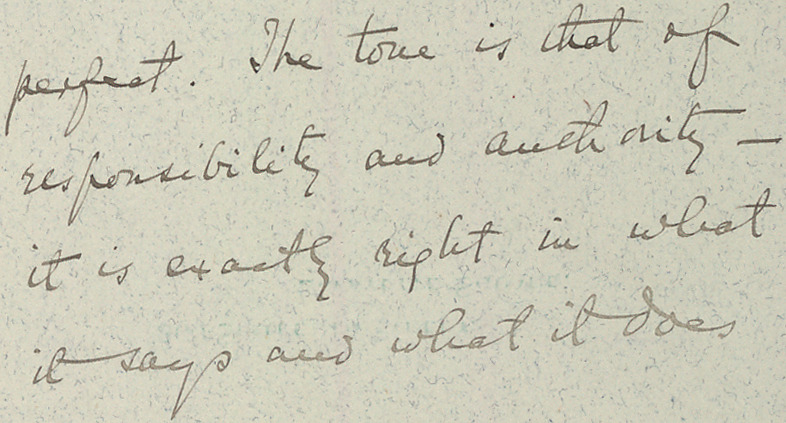 perfect. The tone is that of
responsibility and authority —
it is exactly right in what
it says and what it does